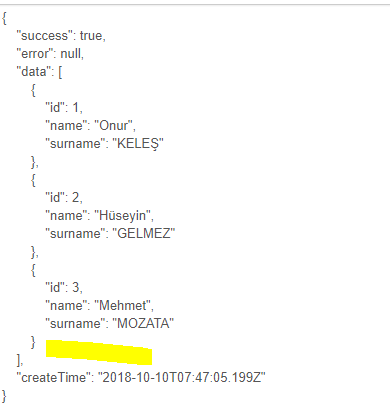 {
"success": true,
"error": null,
"data": [
{
"id": 1,
"name": "Onur",
"surname": "KELEŞ"
},
{
"id": 2,
"name": "Hüseyin",
"surname": "GELMEZ"
},
{
"id": 3,
"name": "Mehmet",
"surname": "MOZATA"
}
],
"createTime": "2018-10-10T07:47:05.199Z"
}